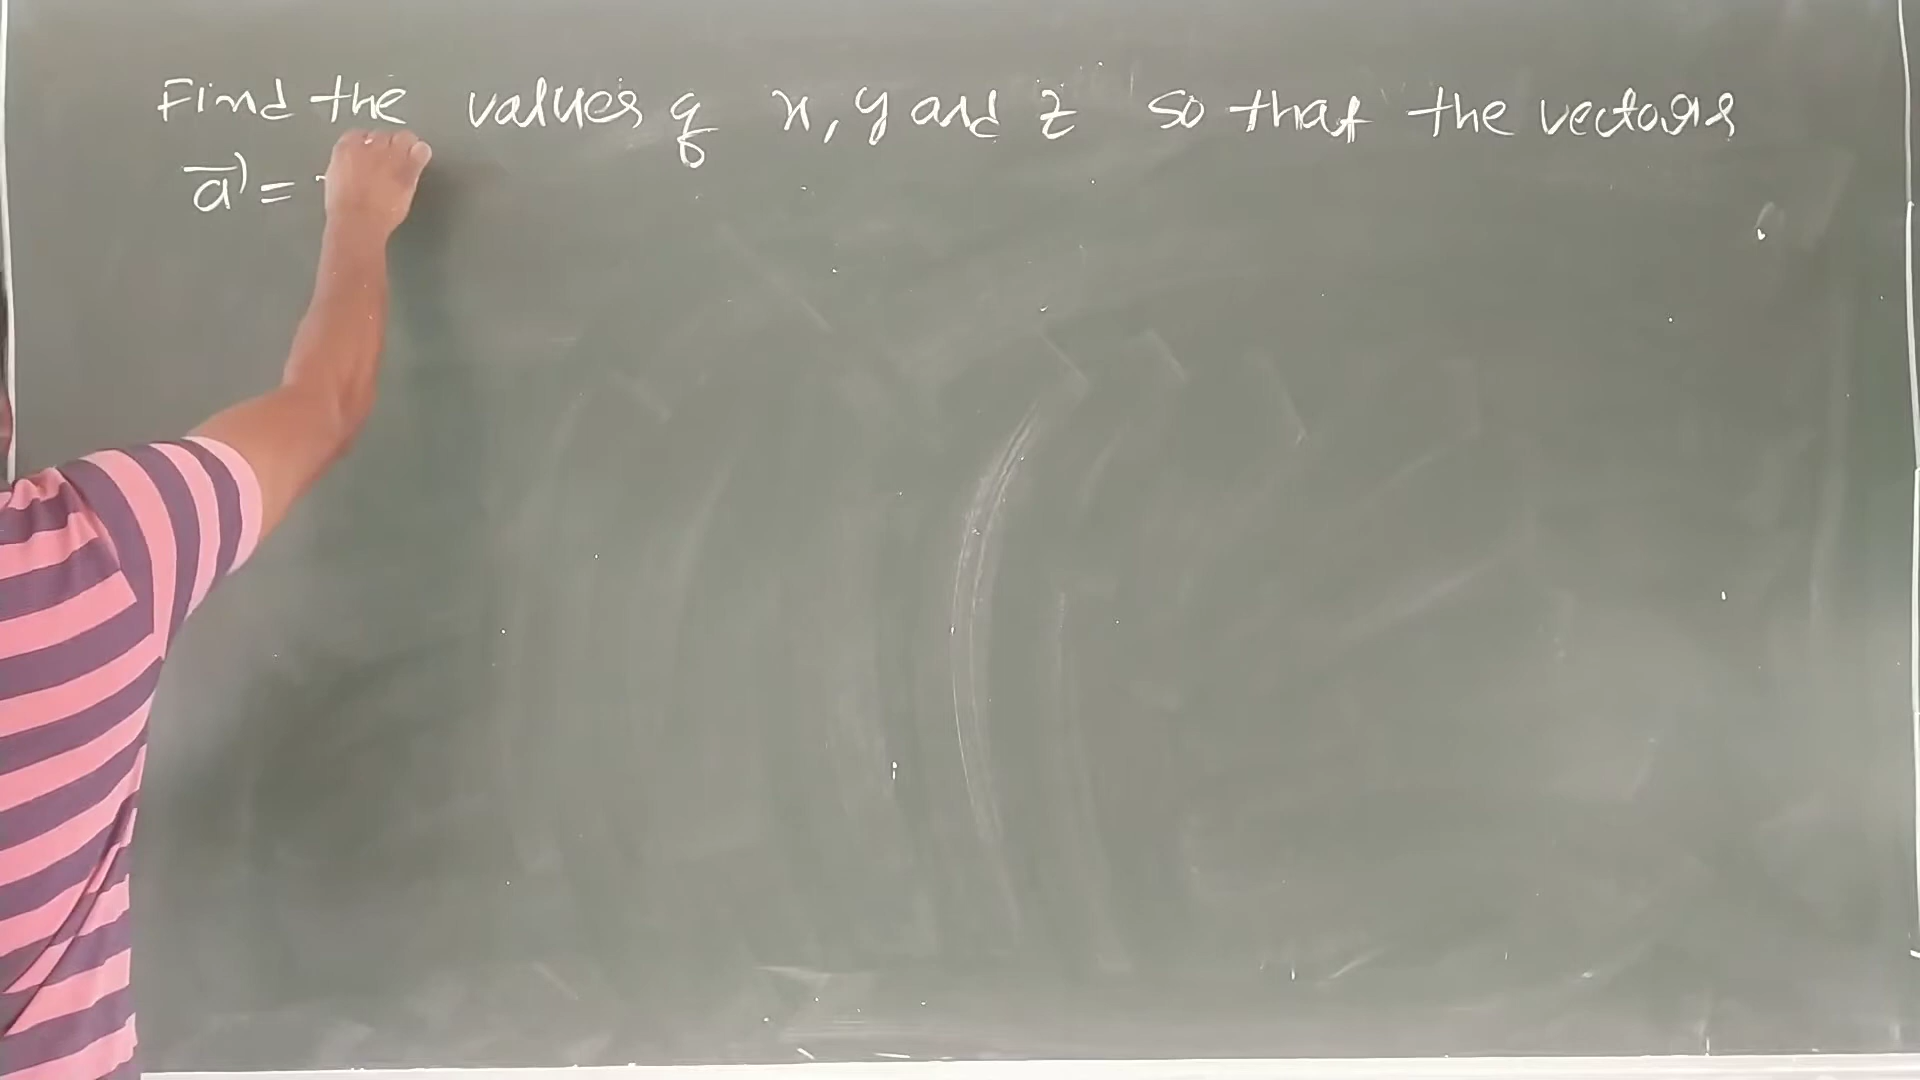 Find the values of x, y and z so that the vectors
a⃗ =